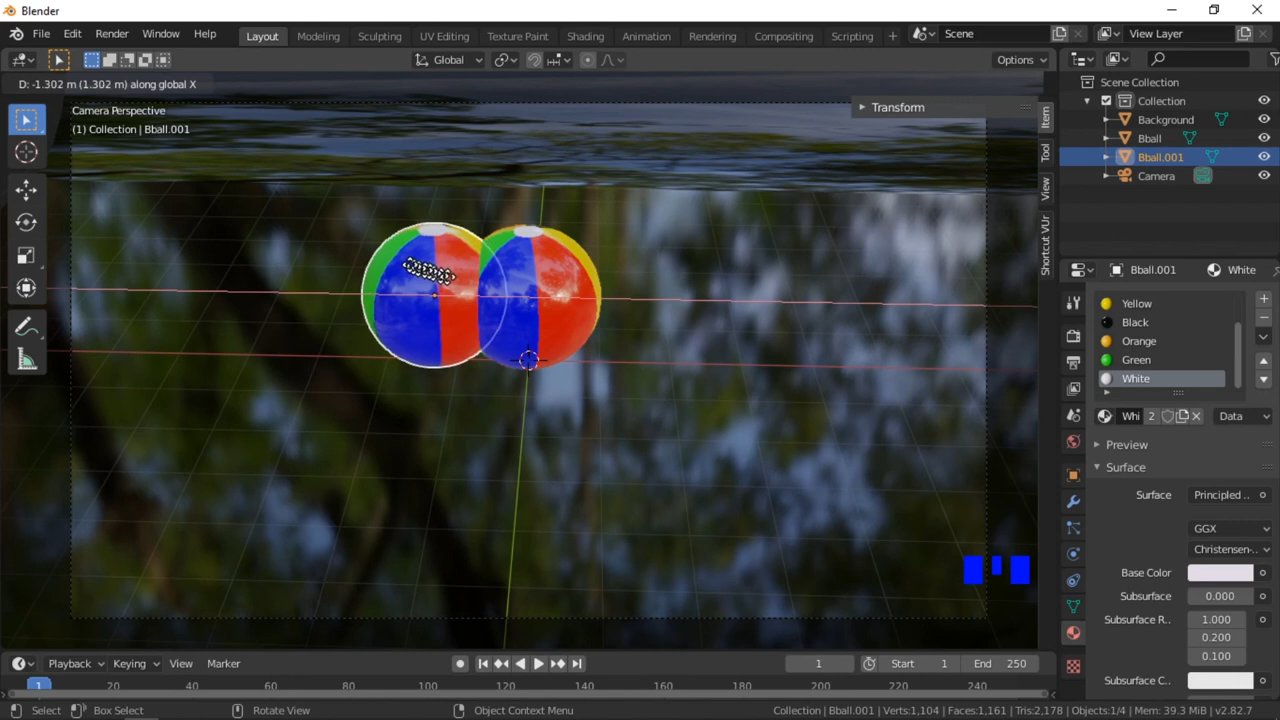 Blender
File Edit Render Window Help
Layout Modeling Sculpting UV Editing Texture Paint Shading Animation Rendering Compositing Scripting +
Scene
View Layer
Global
Options
D: -1.302 m (1.302 m) along global X
Camera Perspective
(1) Collection | Bball.001
Transform
Item
Tool
View
Shortcut VUr
Scene Collection
Collection
Background
Bball
Bball.001
Camera
Bball.001
White
Yellow
Black
Orange
Green
White
Whi 2 Data
Preview
Surface
Surface Principled ..
GGX
Christensen-..
Base Color
Subsurface 0.000
Subsurface R.. 1.000
0.200
0.100
Subsurface C..
Playback Keying View Marker
1 Start 1 End 250
1 20 40 60 80 100 120 140 160 180 200 220 240
Select Box Select Rotate View Object Context Menu
Collection | Bball.001 | Verts:1,104 | Faces:1,161 | Tris:2,178 | Objects:1/4 | Mem: 39.3 MiB | v2.82.7